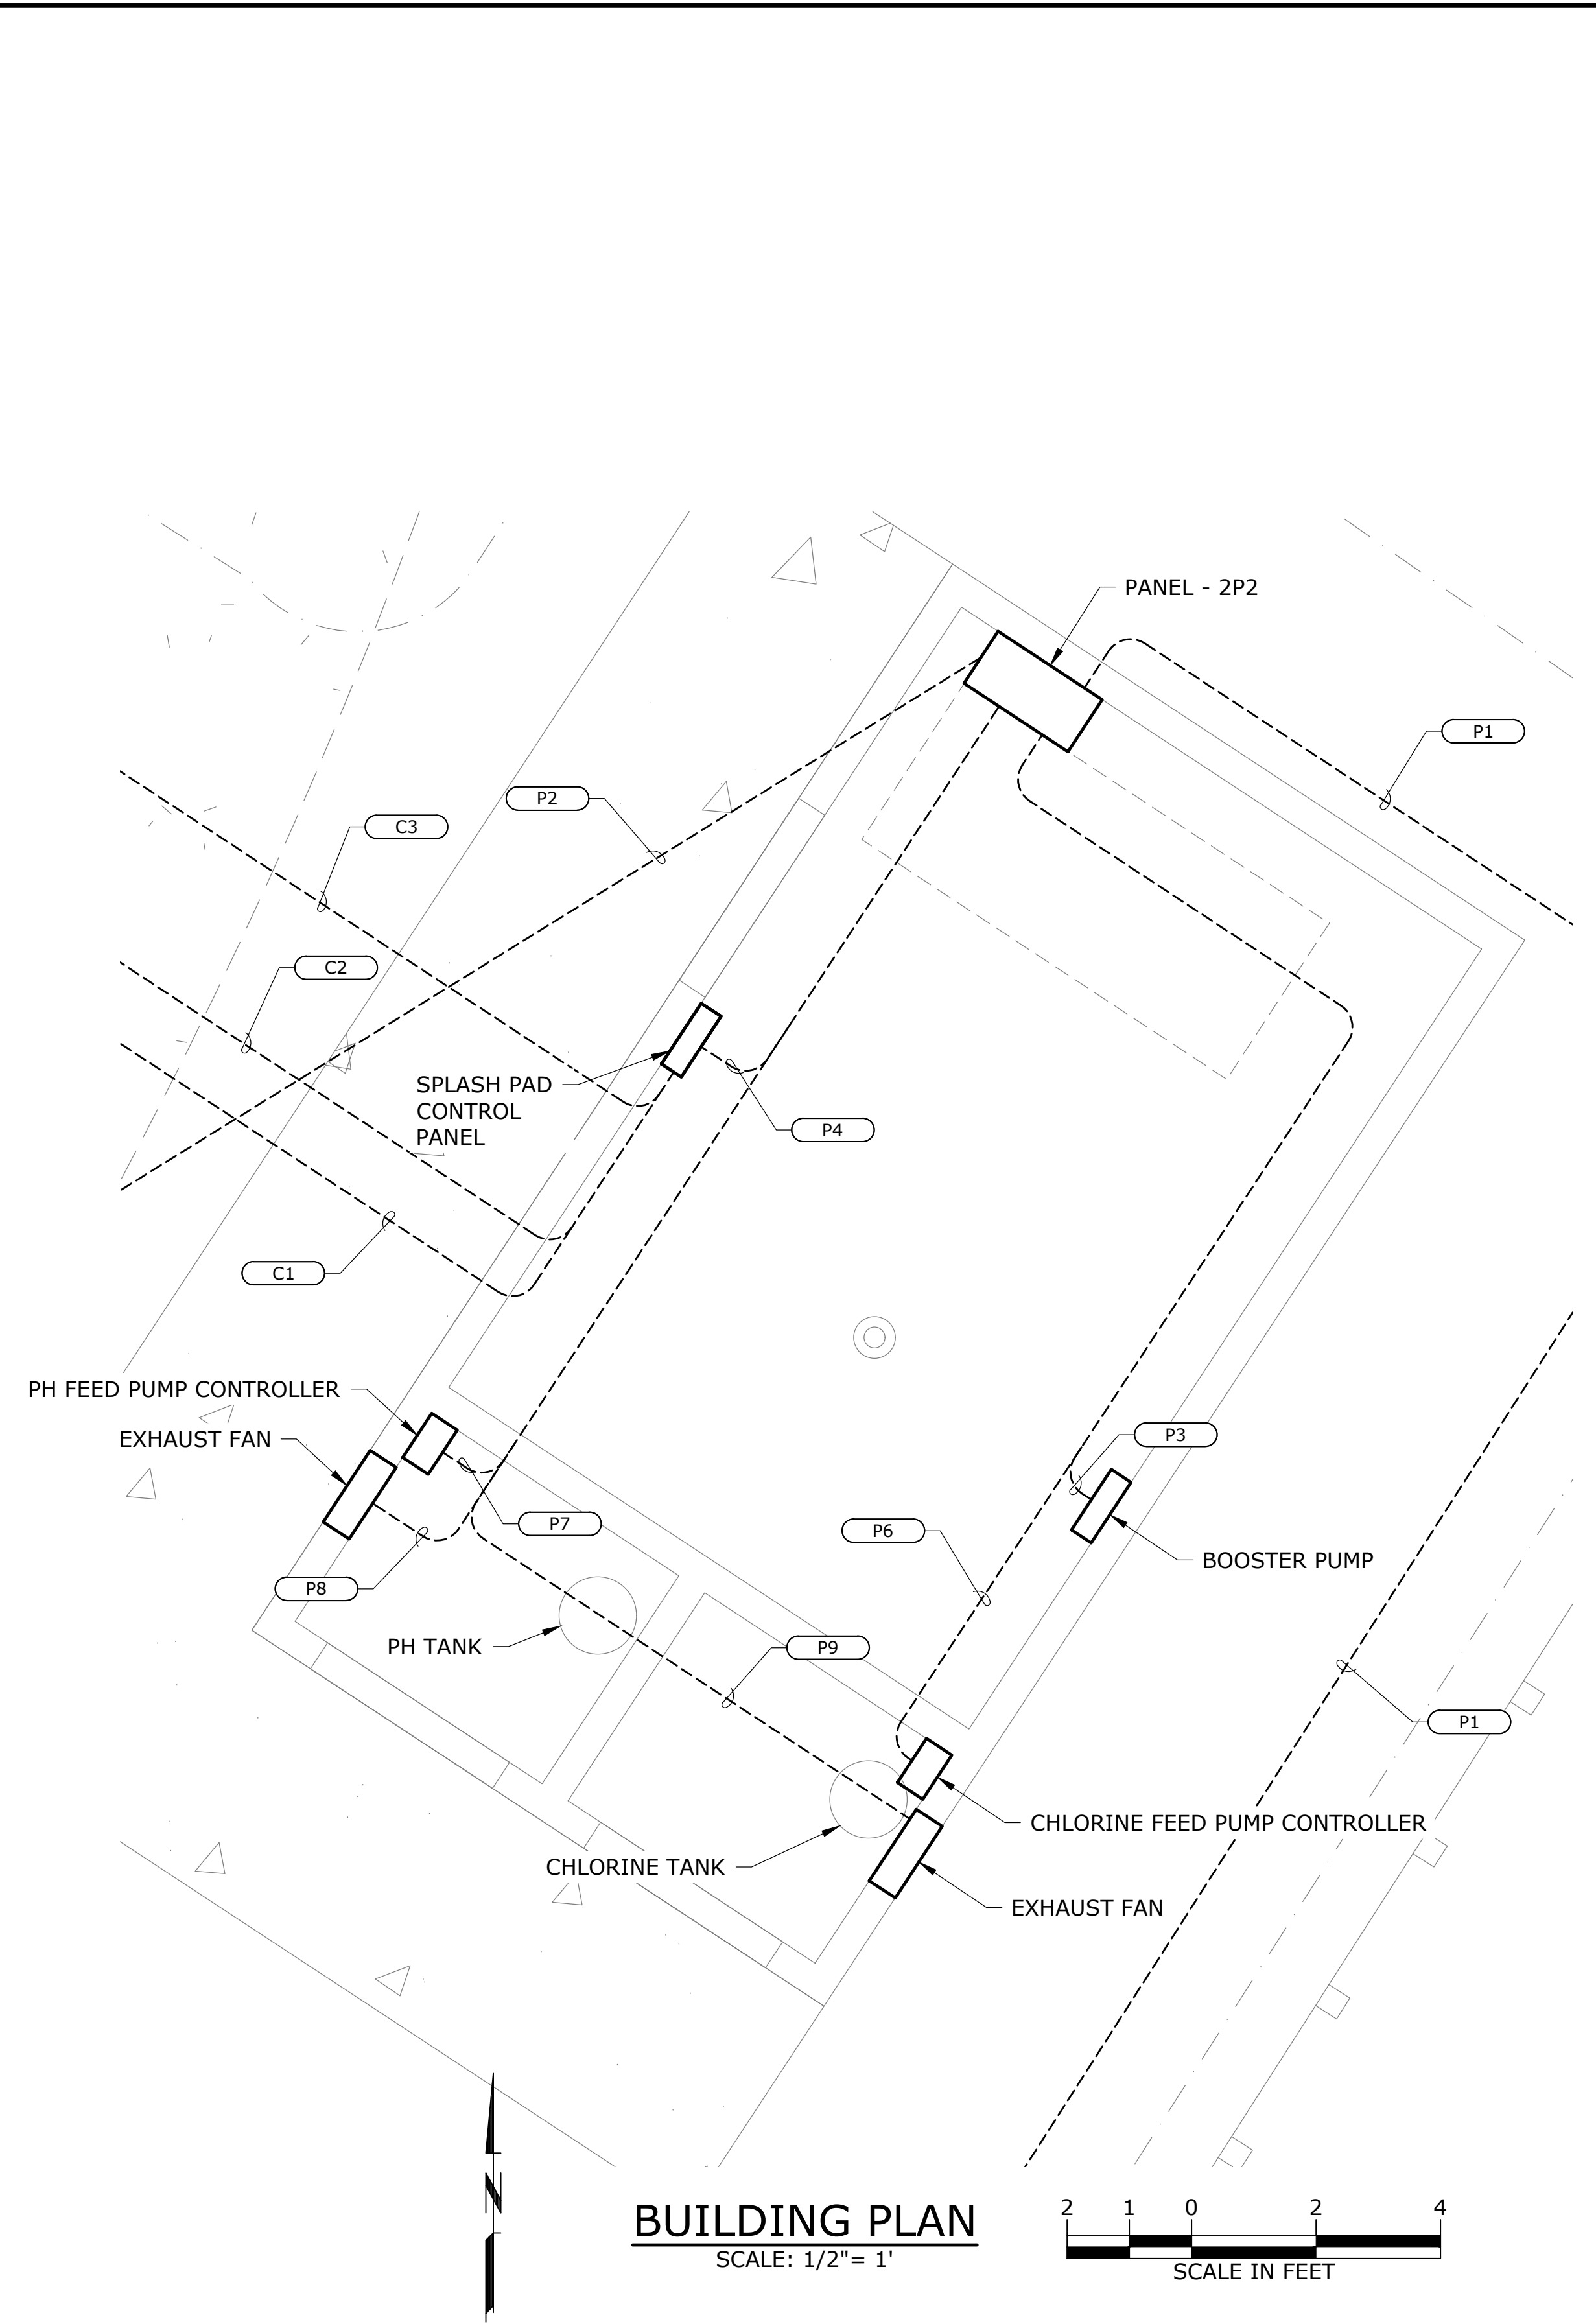 PANEL - 2P2
P1
P2
C3
C2
SPLASH PAD
CONTROL
PANEL
P4
C1
PH FEED PUMP CONTROLLER
EXHAUST FAN
P3
P7
P6
BOOSTER PUMP
P8
PH TANK
P9
P1
CHLORINE FEED PUMP CONTROLLER
CHLORINE TANK
EXHAUST FAN
N
BUILDING PLAN
SCALE: 1/2"= 1'
2 1 0 2 4
SCALE IN FEET